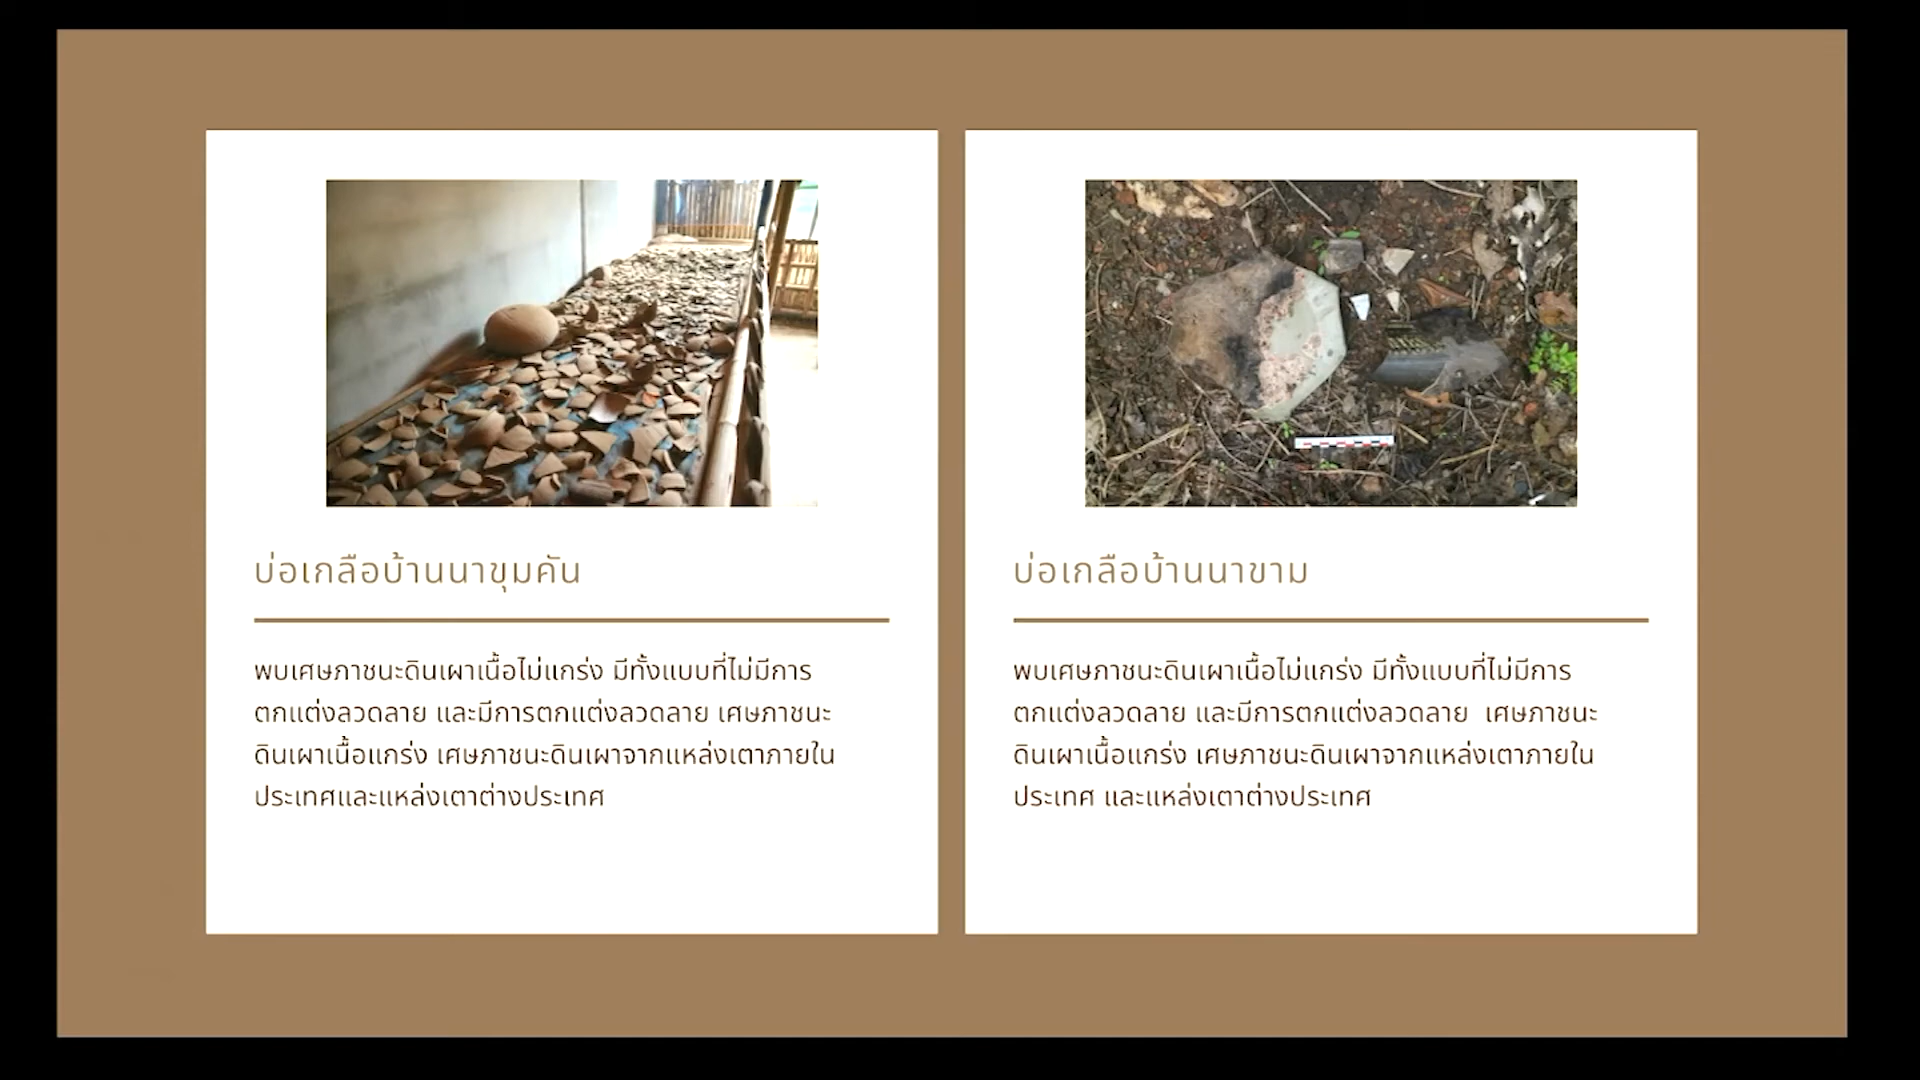 บ่อเกลือบ้านนาขุมคัน
พบเศษภาชนะดินเผาเนื้อไม่แกร่ง มีทั้งแบบที่ไม่มีการ
ตกแต่งลวดลาย และมีการตกแต่งลวดลาย เศษภาชนะ
ดินเผาเนื้อแกร่ง เศษภาชนะดินเผาจากแหล่งเตาภายใน
ประเทศและแหล่งเตาต่างประเทศ
บ่อเกลือบ้านนาขาม
พบเศษภาชนะดินเผาเนื้อไม่แกร่ง มีทั้งแบบที่ไม่มีการ
ตกแต่งลวดลาย และมีการตกแต่งลวดลาย เศษภาชนะ
ดินเผาเนื้อแกร่ง เศษภาชนะดินเผาจากแหล่งเตาภายใน
ประเทศ และแหล่งเตาต่างประเทศ